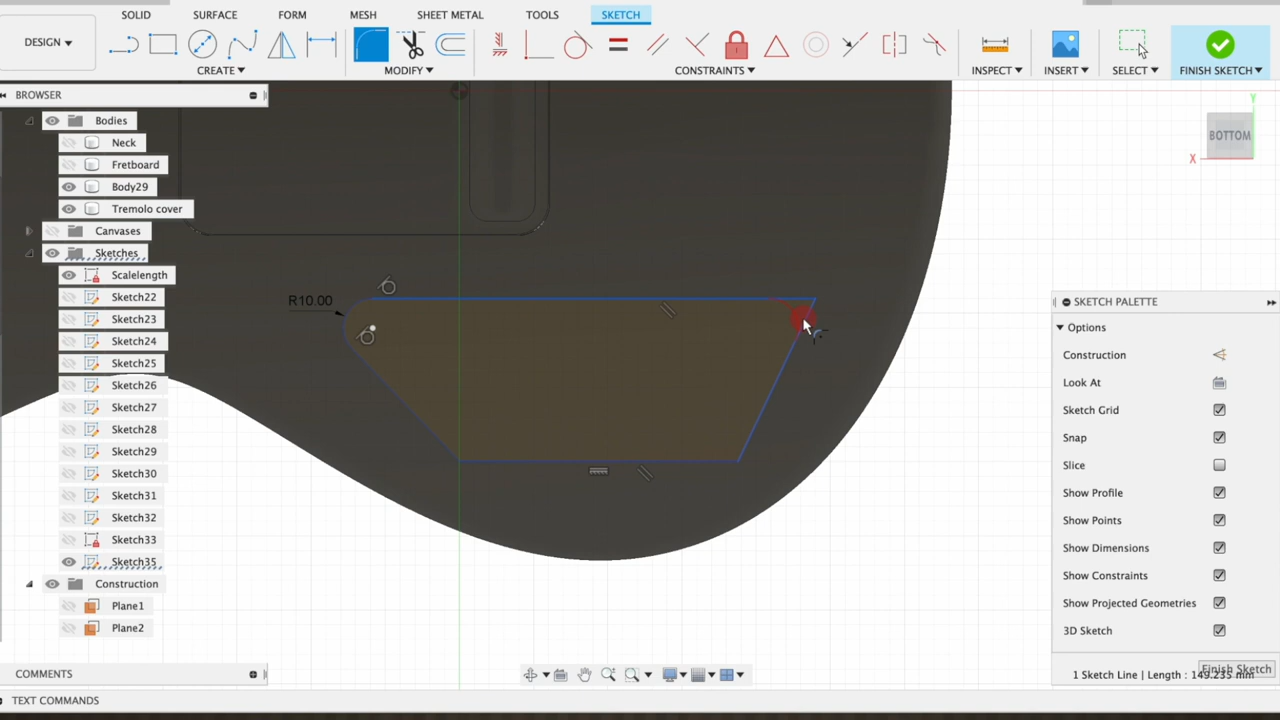 SOLID SURFACE FORM MESH SHEET METAL TOOLS SKETCH
DESIGN
CREATE MODIFY CONSTRAINTS INSPECT INSERT SELECT FINISH SKETCH
BROWSER
Bodies
Neck
Fretboard
Body29
Tremolo cover
Canvases
Sketches
Scalelength
Sketch22
Sketch23
Sketch24
Sketch25
Sketch26
Sketch27
Sketch28
Sketch29
Sketch30
Sketch31
Sketch32
Sketch33
Sketch35
Construction
Plane1
Plane2
R10.00
Y
BOTTOM
X
SKETCH PALETTE
Options
Construction
Look At
Sketch Grid
Snap
Slice
Show Profile
Show Points
Show Dimensions
Show Constraints
Show Projected Geometries
3D Sketch
Finish Sketch
1 Sketch Line | Length : 149.235 mm
COMMENTS
TEXT COMMANDS